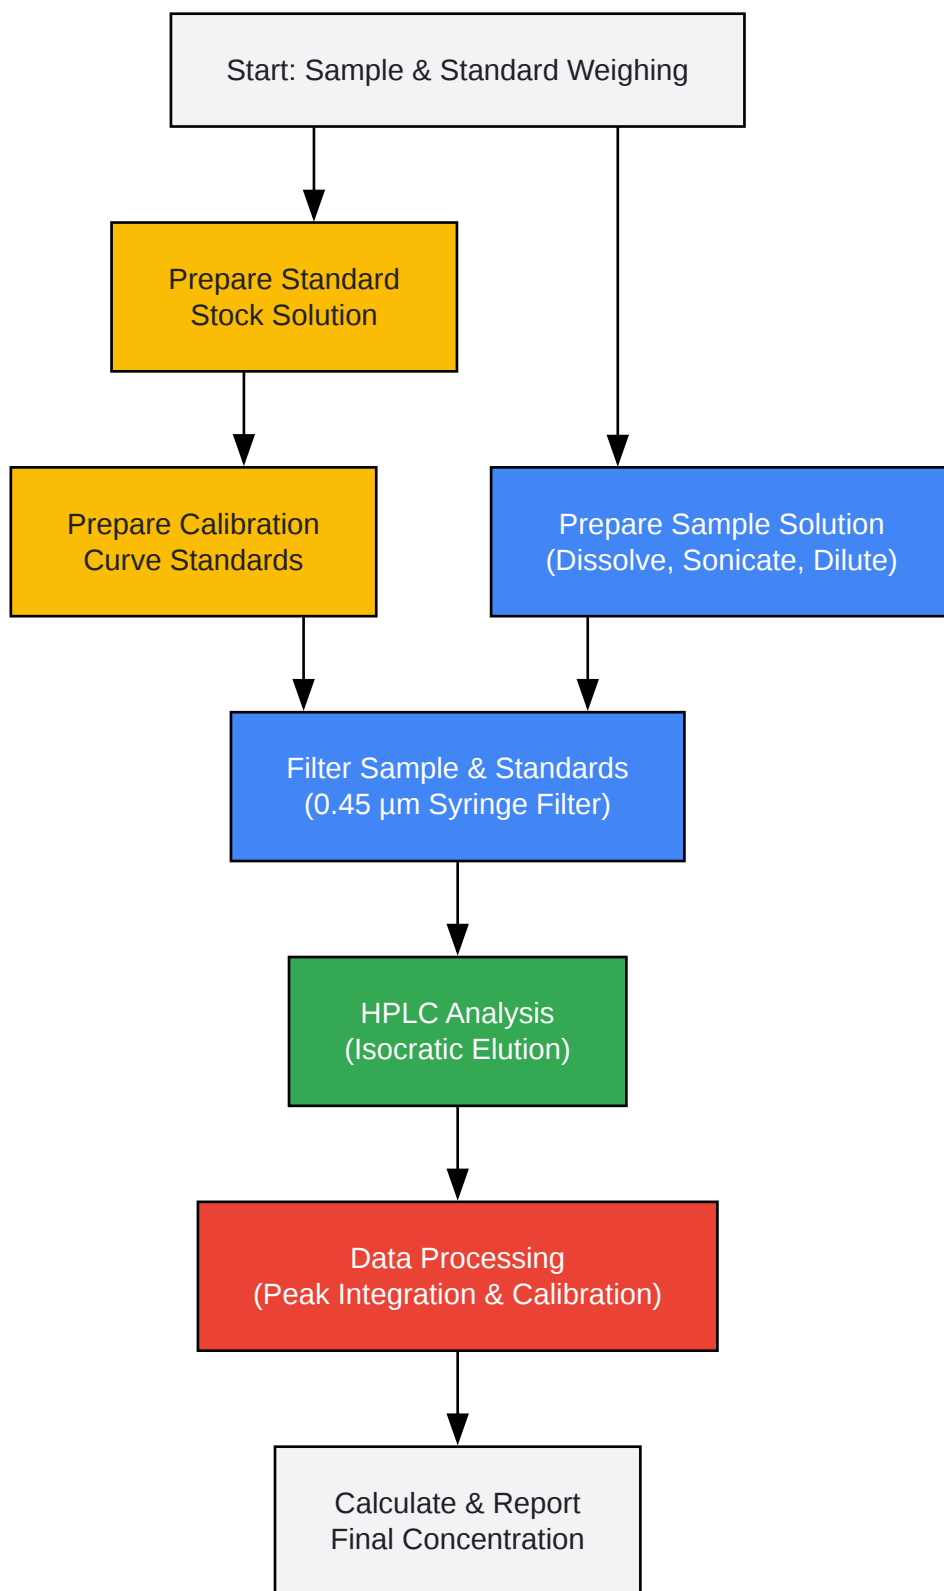 Start: Sample & Standard Weighing
Prepare Standard
Stock Solution
Prepare Calibration
Curve Standards
Prepare Sample Solution
(Dissolve, Sonicate, Dilute)
Filter Sample & Standards
(0.45 µm Syringe Filter)
HPLC Analysis
(Isocratic Elution)
Data Processing
(Peak Integration & Calibration)
Calculate & Report
Final Concentration